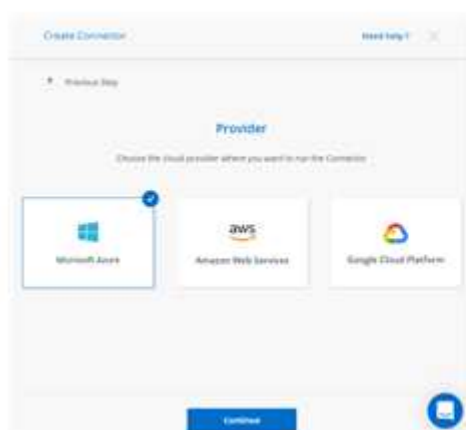 Create Connector
Need help?
Previous Step
Provider
Choose the cloud provider where you want to run the Connector
aws
Microsoft Azure
Amazon Web Services
Google Cloud Platform
Continue